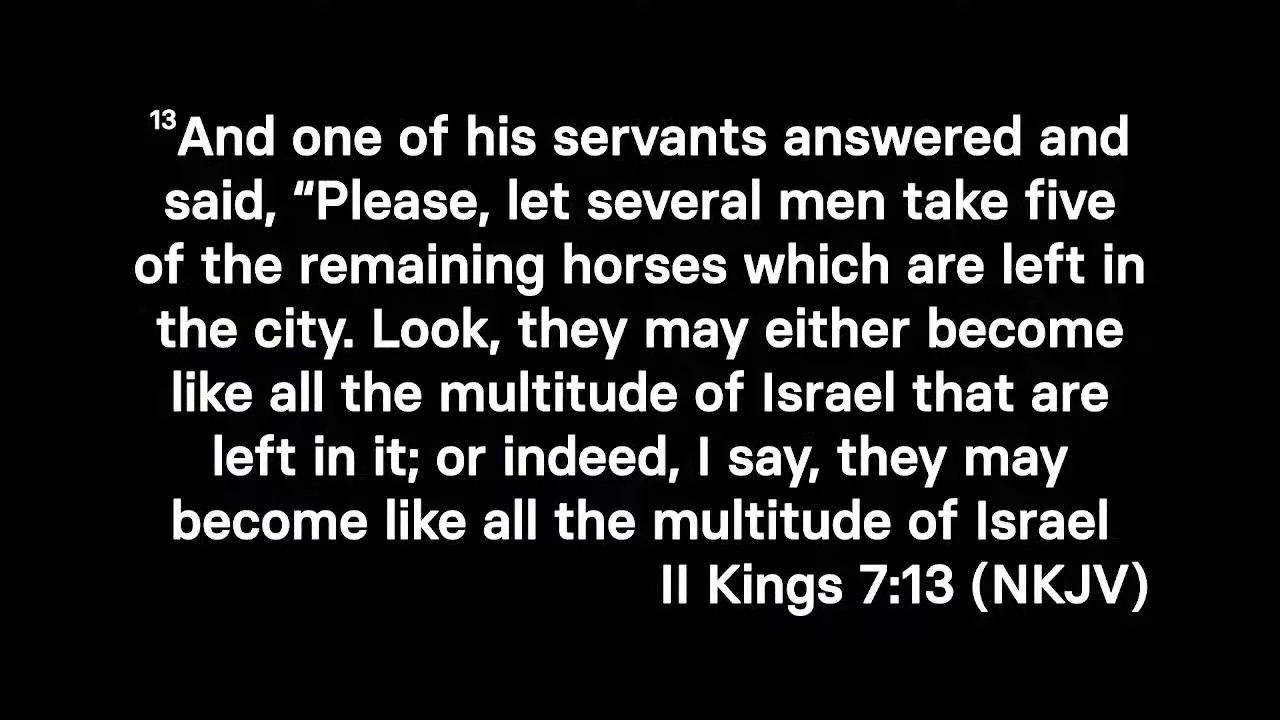 13And one of his servants answered and
said, “Please, let several men take five
of the remaining horses which are left in
the city. Look, they may either become
like all the multitude of Israel that are
left in it; or indeed, I say, they may
become like all the multitude of Israel
II Kings 7:13 (NKJV)